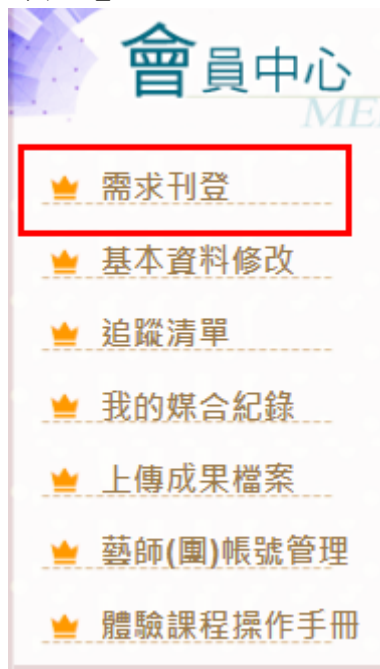 會員中心
ME
需求刊登
基本資料修改
追蹤清單
我的媒合紀錄
上傳成果檔案
藝師(團)帳號管理
體驗課程操作手冊